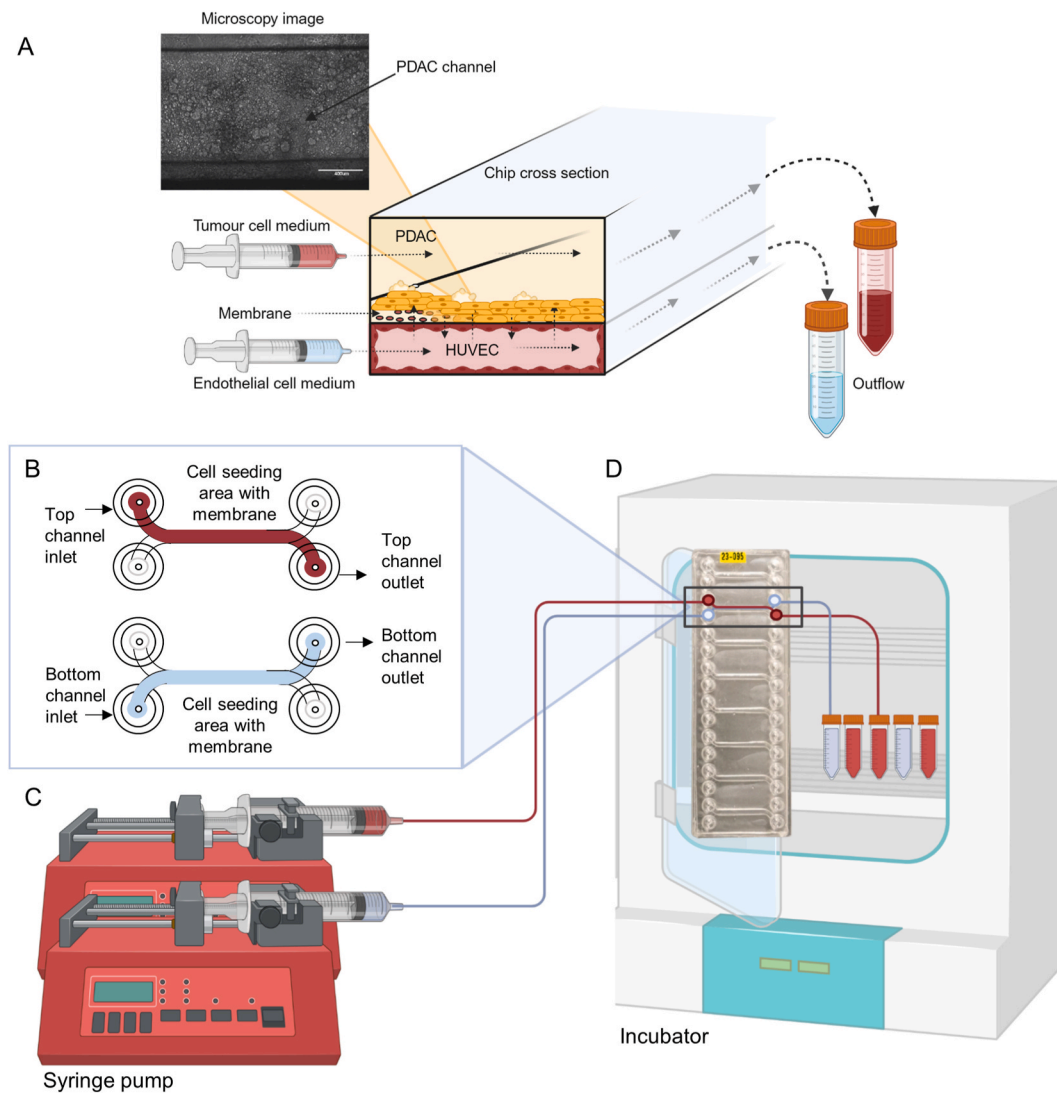 Microscopy image
A
PDAC channel
400um
Chip cross section
Tumour cell medium
PDAC
Membrane
HUVEC
Endothelial cell medium
Outflow
B
Cell seeding
area with
membrane
Top
channel
inlet
Top
channel
outlet
Bottom
channel
outlet
Bottom
channel
inlet
Cell seeding
area with
membrane
D
23-095
C
Syringe pump
Incubator